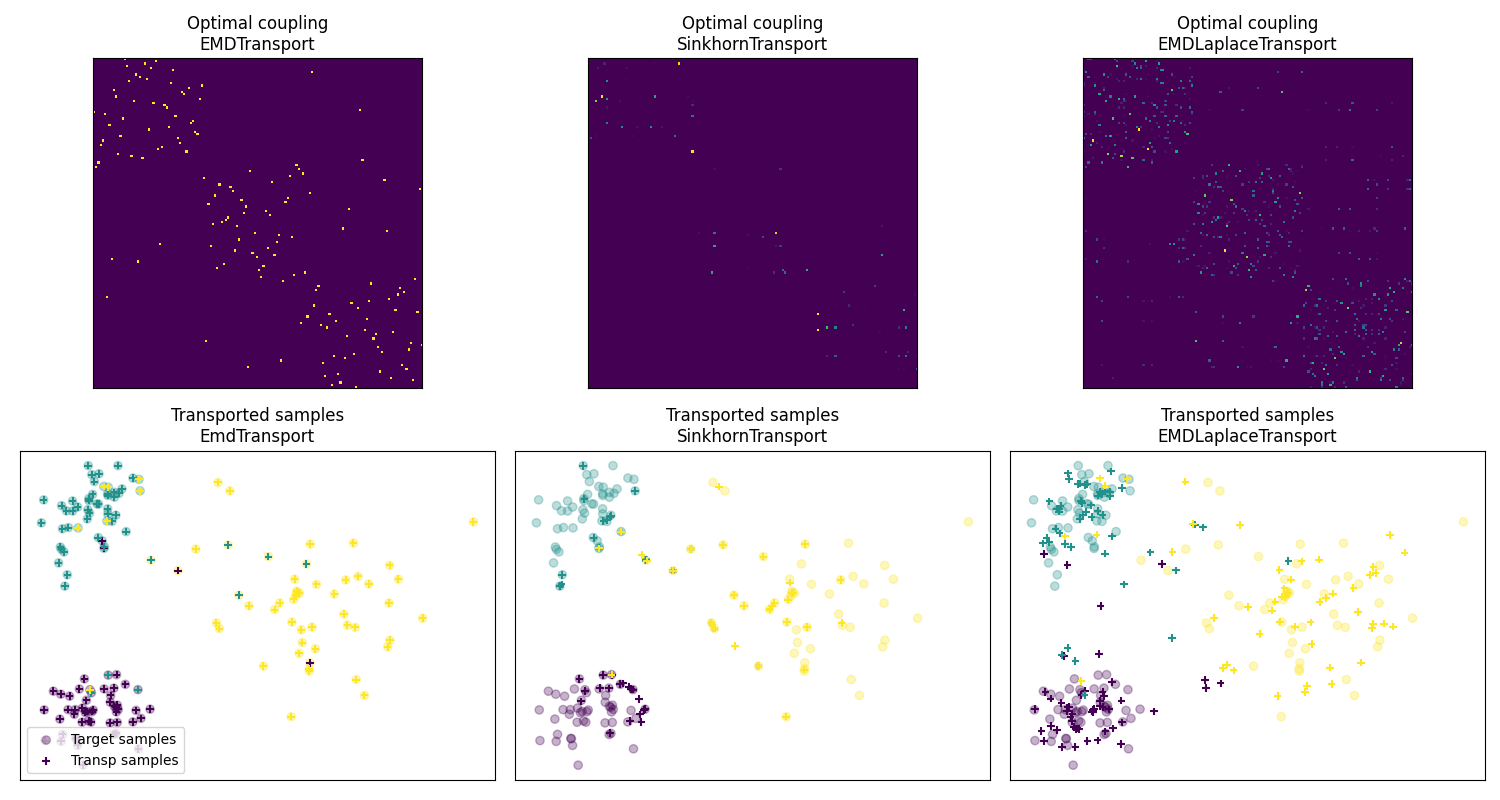 Optimal coupling
EMDTransport
Optimal coupling
SinkhornTransport
Optimal coupling
EMDLaplaceTransport
Transported samples
EmdTransport
Transported samples
SinkhornTransport
Transported samples
EMDLaplaceTransport
Target samples
Transp samples